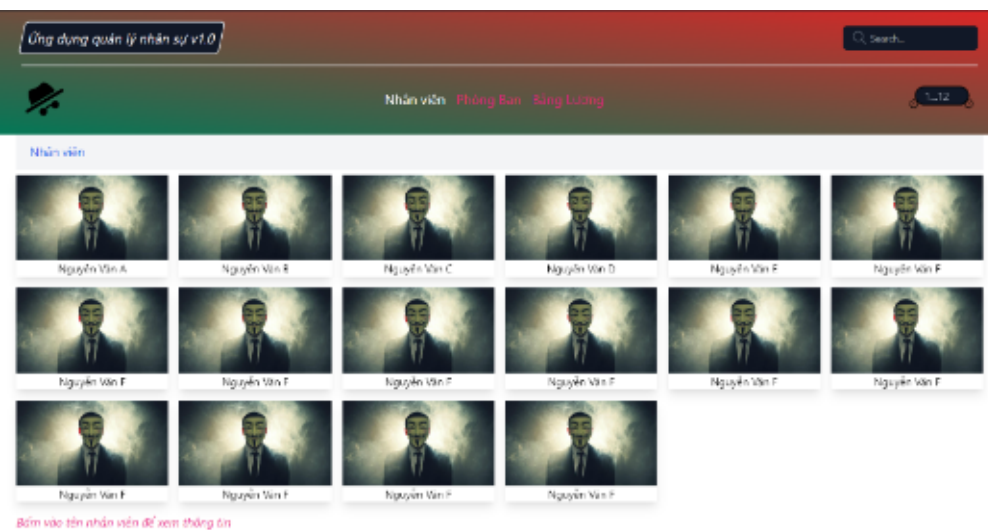 Ứng dụng quản lý nhân sự v1.0
Search...
Nhân viên Phòng Ban Bảng Lương
1...12
Nhân viên
Nguyễn Văn A Nguyễn Văn B Nguyễn Văn C Nguyễn Văn D Nguyễn Văn E Nguyễn Văn F
Nguyễn Văn F Nguyễn Văn F Nguyễn Văn F Nguyễn Văn F Nguyễn Văn F Nguyễn Văn F
Nguyễn Văn F Nguyễn Văn F Nguyễn Văn F Nguyễn Văn F
Bấm vào tên nhân viên để xem thông tin